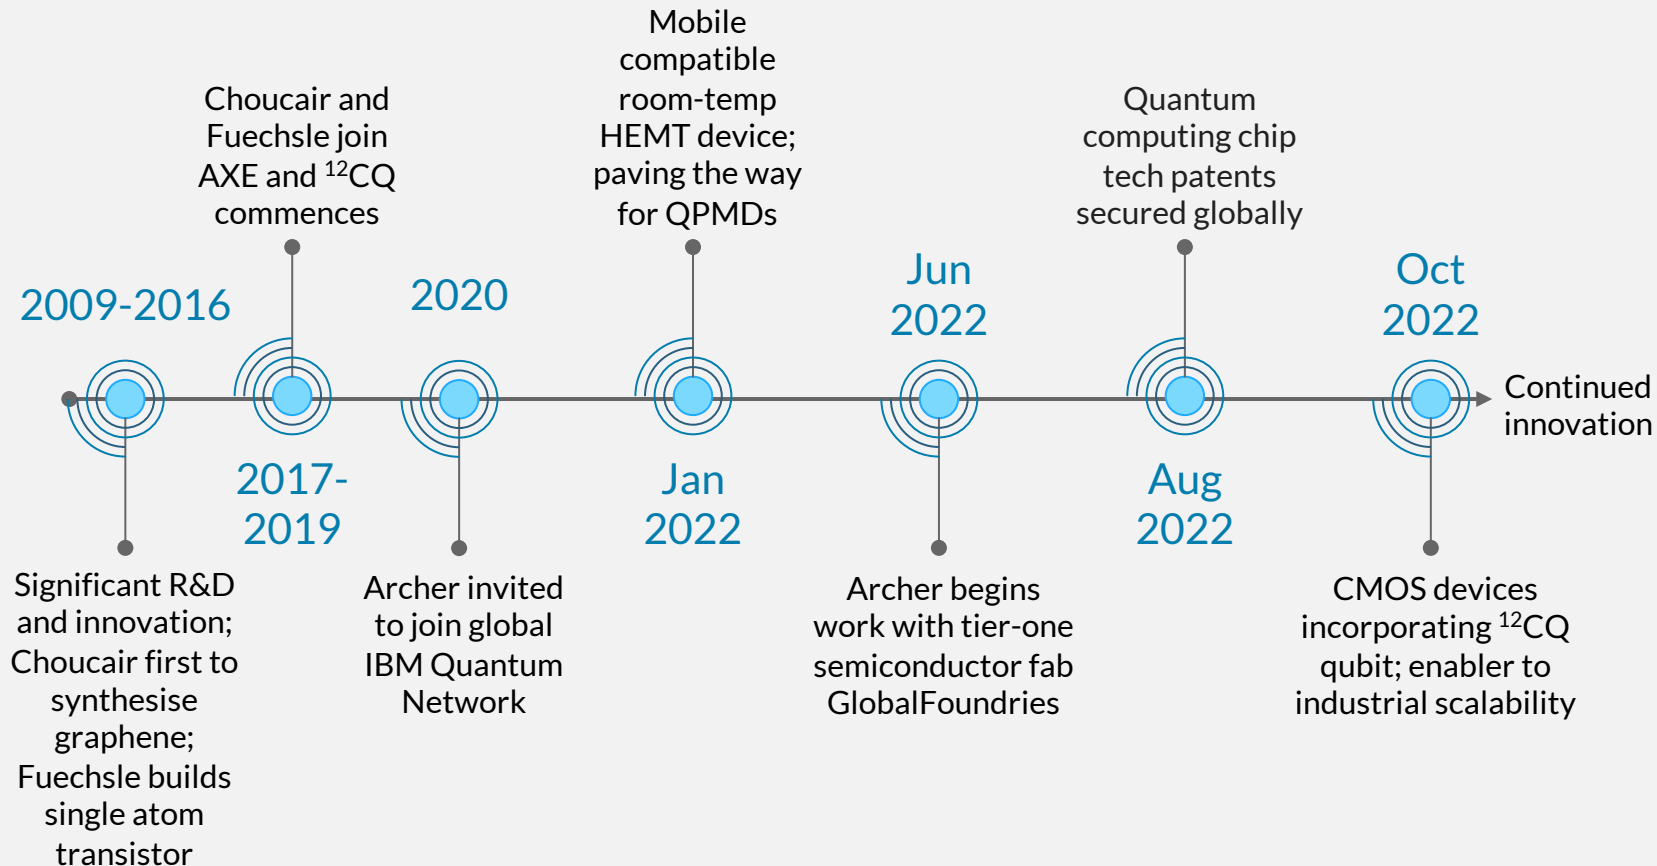 2009-2016
Significant R&D
and innovation;
Choucair first to
synthesise
graphene;
Fuechsle builds
single atom
transistor
Choucair and
Fuechsle join
AXE and ¹²CQ
commences
2017-
2019
2020
Archer invited
to join global
IBM Quantum
Network
Mobile
compatible
room-temp
HEMT device;
paving the way
for QPMDs
Jan
2022
Jun
2022
Archer begins
work with tier-one
semiconductor fab
GlobalFoundries
Quantum
computing chip
tech patents
secured globally
Aug
2022
Oct
2022
CMOS devices
incorporating ¹²CQ
qubit; enabler to
industrial scalability
Continued
innovation